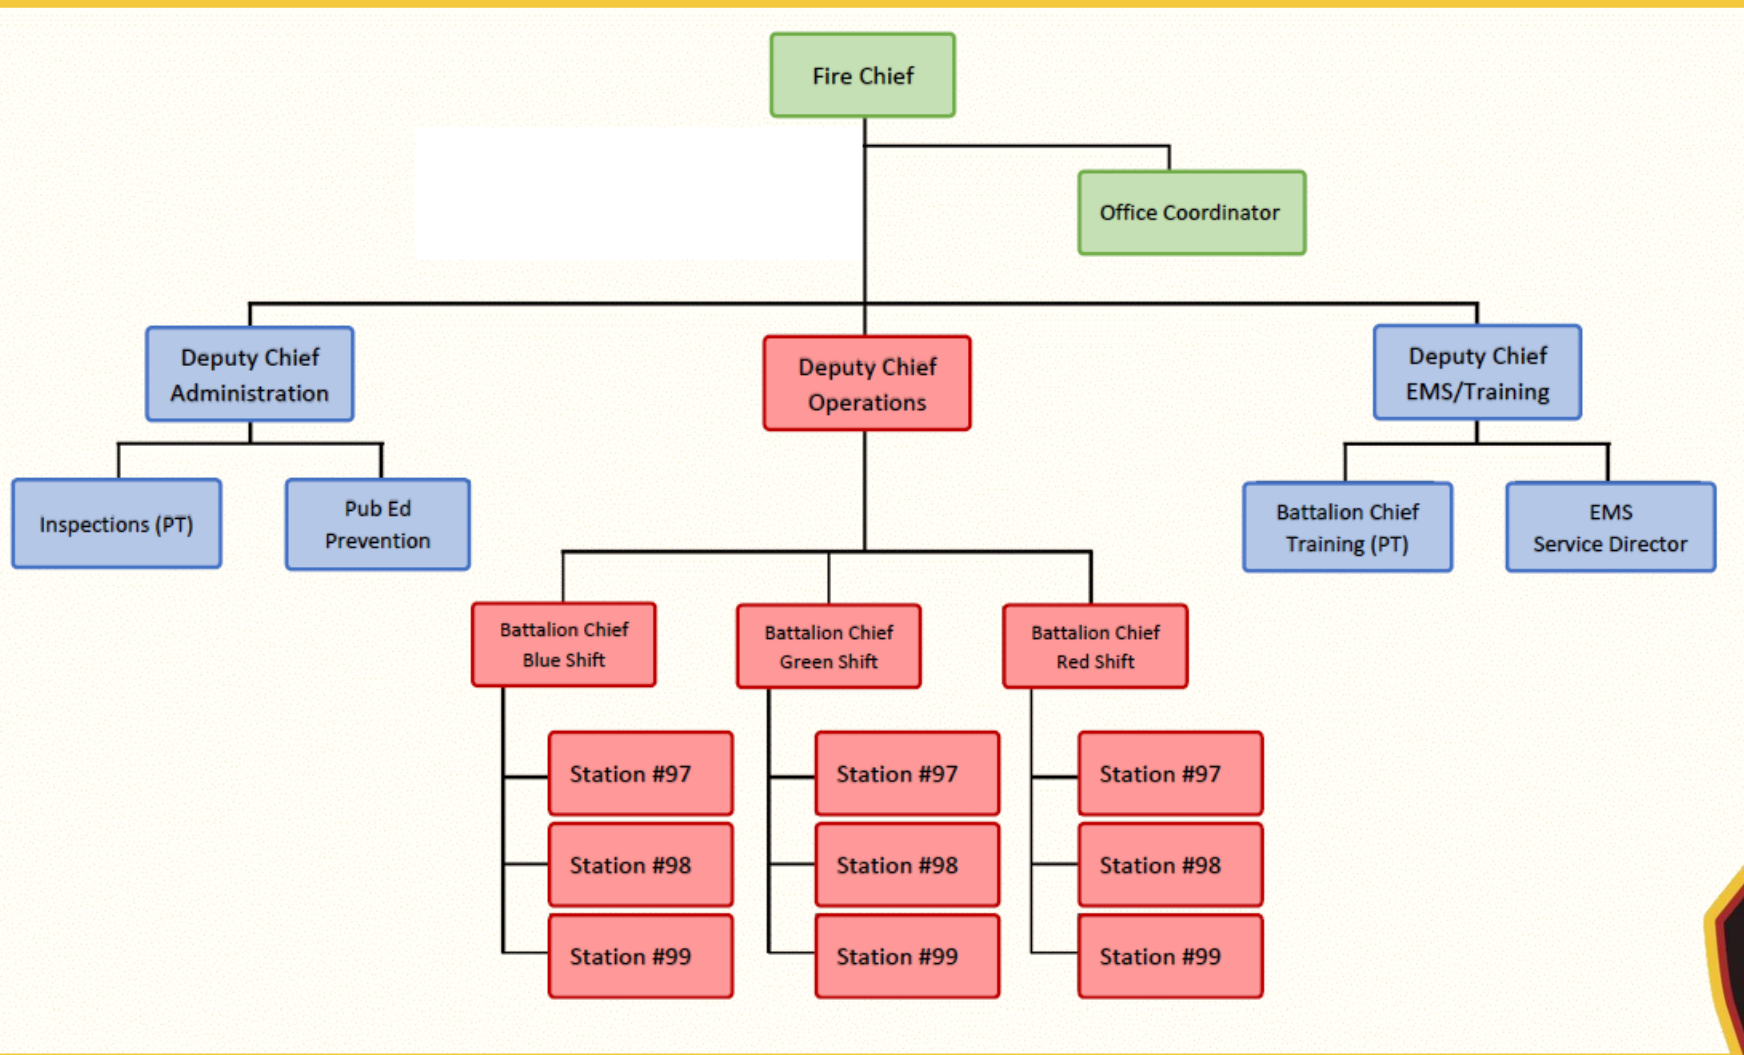 Fire Chief
Office Coordinator
Deputy Chief
Administration
Deputy Chief
Operations
Deputy Chief
EMS/Training
Inspections (PT)
Pub Ed
Prevention
Battalion Chief
Training (PT)
EMS
Service Director
Battalion Chief
Blue Shift
Battalion Chief
Green Shift
Battalion Chief
Red Shift
Station #97
Station #98
Station #99
Station #97
Station #98
Station #99
Station #97
Station #98
Station #99